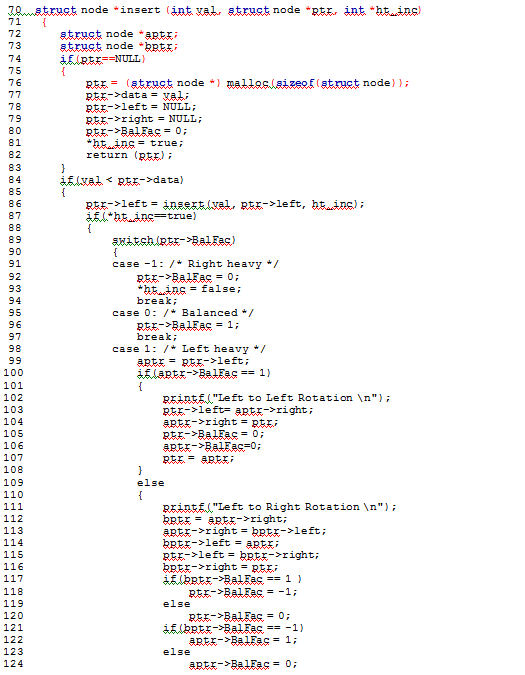 70 struct node *insert (int val, struct node *ptr, int *ht_inc)
71 {
72 struct node *aptr;
73 struct node *bptr;
74 if(ptr==NULL)
75 {
76 ptr = (struct node *) malloc(sizeof(struct node));
77 ptr->data = val;
78 ptr->left = NULL;
79 ptr->right = NULL;
80 ptr->BalFac = 0;
81 *ht_inc = true;
82 return (ptr);
83 }
84 if(val < ptr->data)
85 {
86 ptr->left = insert(val, ptr->left, ht_inc);
87 if(*ht_inc==true)
88 {
89 switch(ptr->BalFac)
90 {
91 case -1: /* Right heavy */
92 ptr->BalFac = 0;
93 *ht_inc = false;
94 break;
95 case 0: /* Balanced */
96 ptr->BalFac = 1;
97 break;
98 case 1: /* Left heavy */
99 aptr = ptr->left;
100 if(aptr->BalFac == 1)
101 {
102 printf("Left to Left Rotation \n");
103 ptr->left= aptr->right;
104 aptr->right = ptr;
105 ptr->BalFac = 0;
106 aptr->BalFac=0;
107 ptr = aptr;
108 }
109 else
110 {
111 printf("Left to Right Rotation \n");
112 bptr = aptr->right;
113 aptr->right = bptr->left;
114 bptr->left = aptr;
115 ptr->left = bptr->right;
116 bptr->right = ptr;
117 if(bptr->BalFac == 1 )
118 ptr->BalFac = -1;
119 else
120 ptr->BalFac = 0;
121 if(bptr->BalFac == -1)
122 aptr->BalFac = 1;
123 else
124 aptr->BalFac = 0;